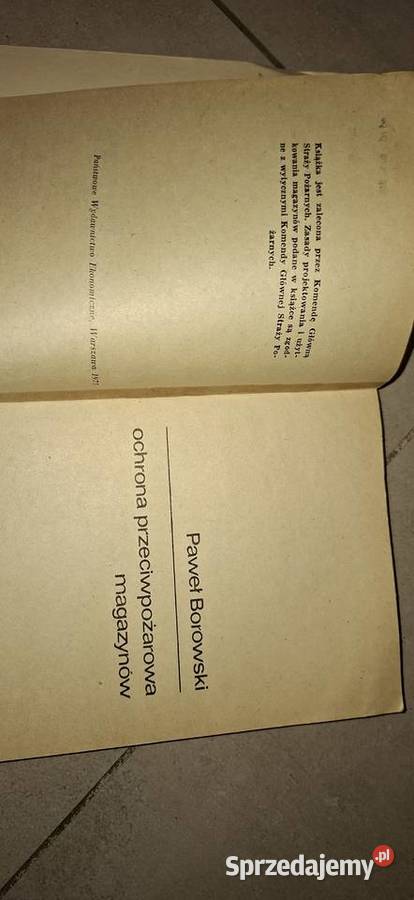 Książka jest zalecona przez Komendę Główną
Straży Pożarnych. Zasady projektowania i użyt-
kowania magazynów podane w książce są zgod-
ne z wytycznymi Komendy Głównej Straży Po-
żarnych.
Państwowe Wydawnictwo Ekonomiczne, Warszawa
Paweł Borowski
ochrona przeciwpożarowa
magazynów
Sprzedajemy.pl